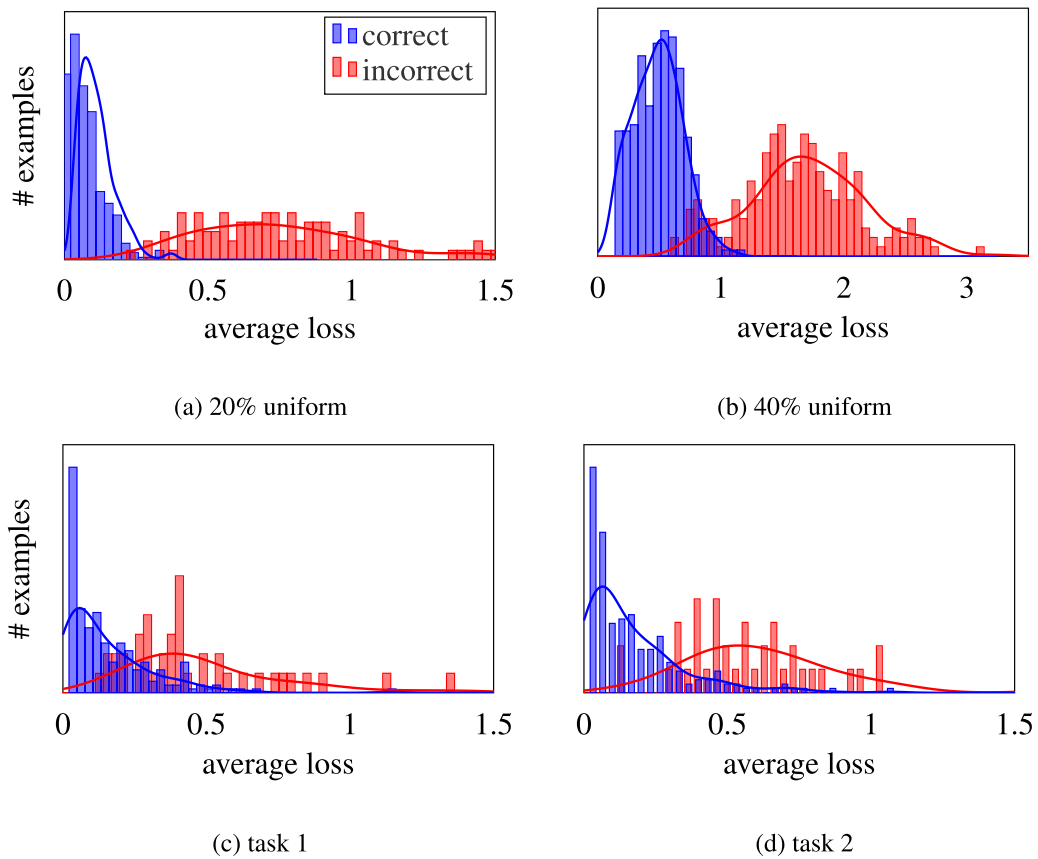 # examples
correct
incorrect
0 0.5 1 1.5
average loss
(a) 20% uniform
0 1 2 3
average loss
(b) 40% uniform
# examples
0 0.5 1 1.5
average loss
(c) task 1
0 0.5 1 1.5
average loss
(d) task 2